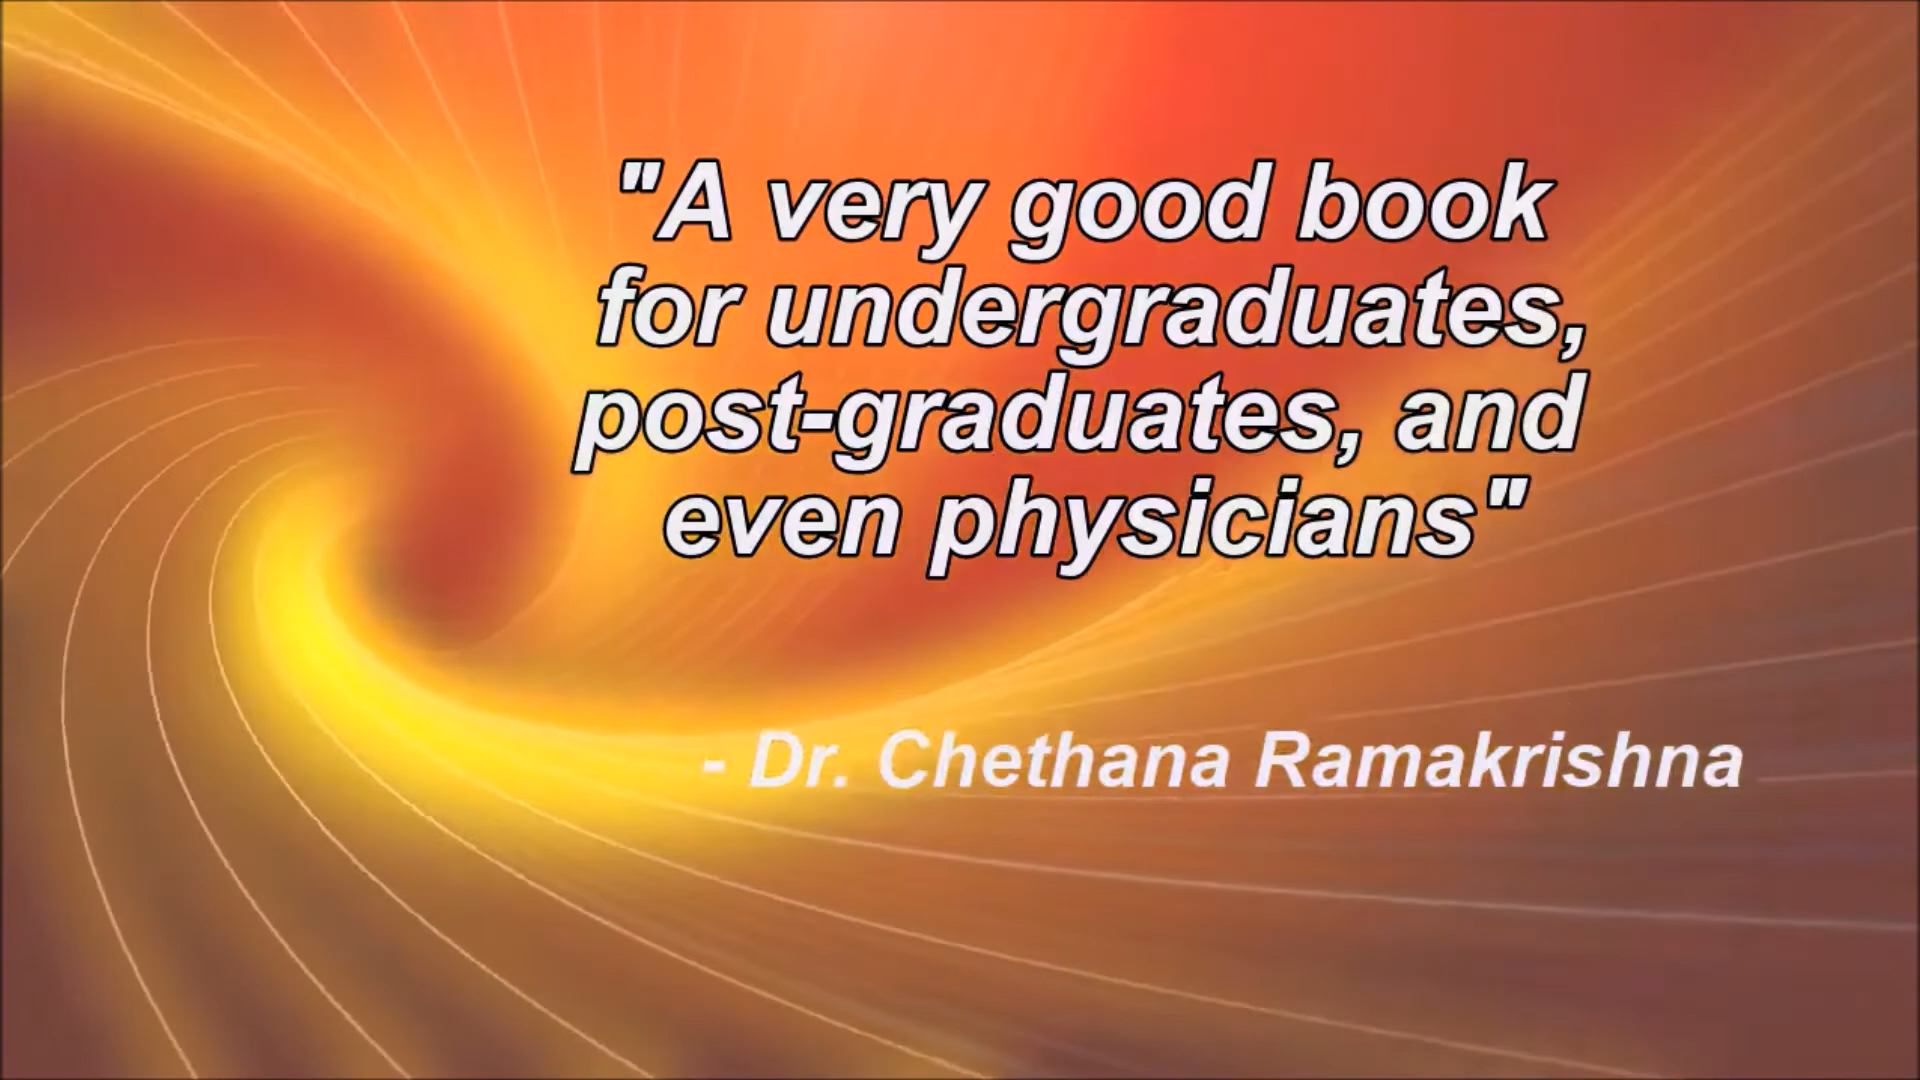 "A very good book
for undergraduates,
post-graduates, and
even physicians"
- Dr. Chethana Ramakrishna